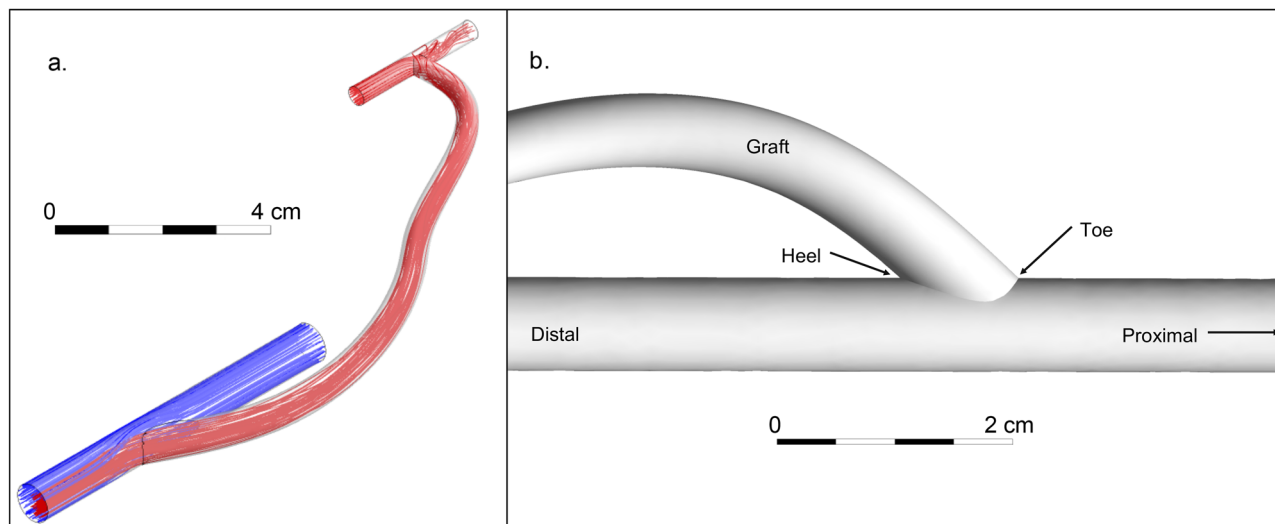 a.
0 4 cm
b.
Graft
Toe
Heel
Distal
Proximal
0 2 cm